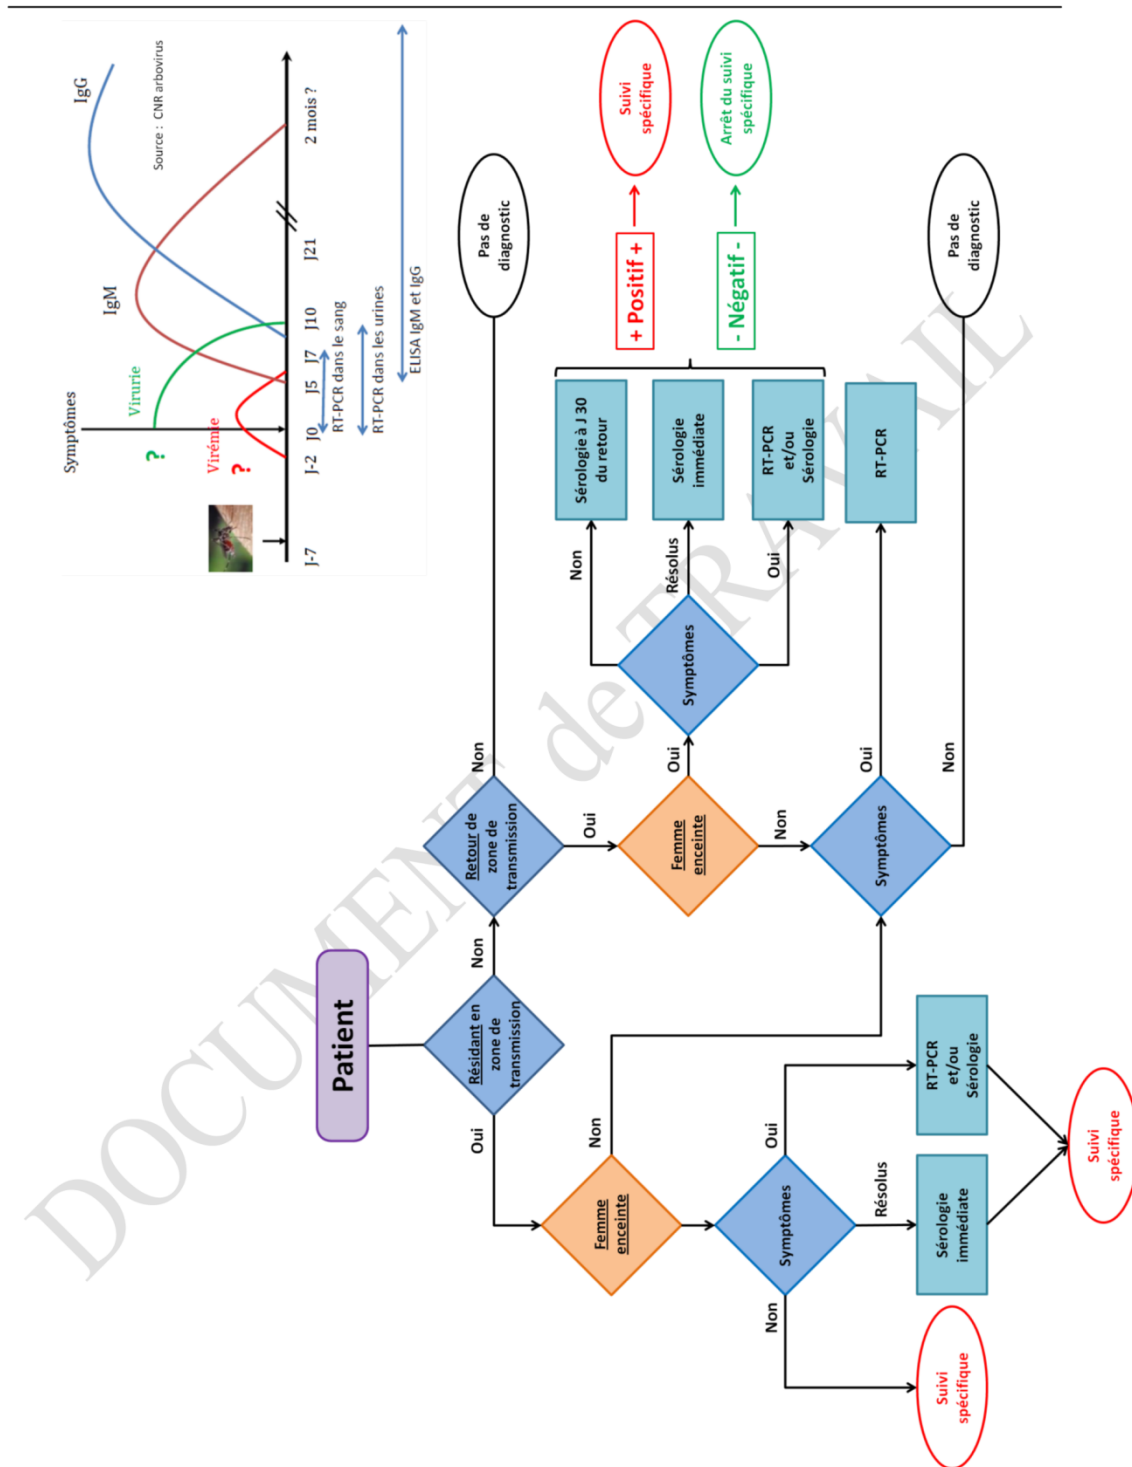 Symptômes
?
Virurie
?
Virémie
IgM
IgG
Source : CNR arbovirus
J-7
J-2
J0
J5
J7
J10
J21
2 mois ?
RT-PCR dans le sang
RT-PCR dans les urines
ELISA IgM et IgG
Patient
Résidant en
zone de
transmission
Non
Retour de
zone de
transmission
Non
Pas de
diagnostic
Oui
Oui
Femme
enceinte
Non
Femme
enceinte
Oui
Symptômes
Non
Sérologie à J 30
du retour
Résolus
Sérologie
immédiate
Oui
RT-PCR
et/ou
Sérologie
+ Positif +
Suivi
spécifique
- Négatif -
Arrêt du suivi
spécifique
Non
Symptômes
Oui
RT-PCR
Non
Pas de
diagnostic
Symptômes
Non
Suivi
spécifique
Résolus
Sérologie
immédiate
Oui
RT-PCR
et/ou
Sérologie
Suivi
spécifique
DOCUMENT de TRAVAIL